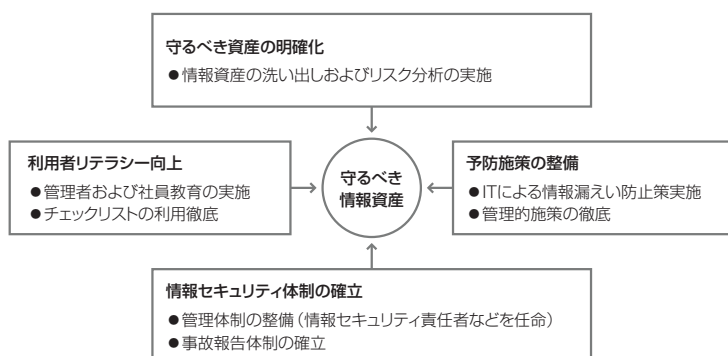 守るべき資産の明確化
●情報資産の洗い出しおよびリスク分析の実施
利用者リテラシー向上
●管理者および社員教育の実施
●チェックリストの利用徹底
守るべき
情報資産
予防施策の整備
●ITによる情報漏えい防止策実施
●管理的施策の徹底
情報セキュリティ体制の確立
●管理体制の整備（情報セキュリティ責任者などを任命）
●事故報告体制の確立